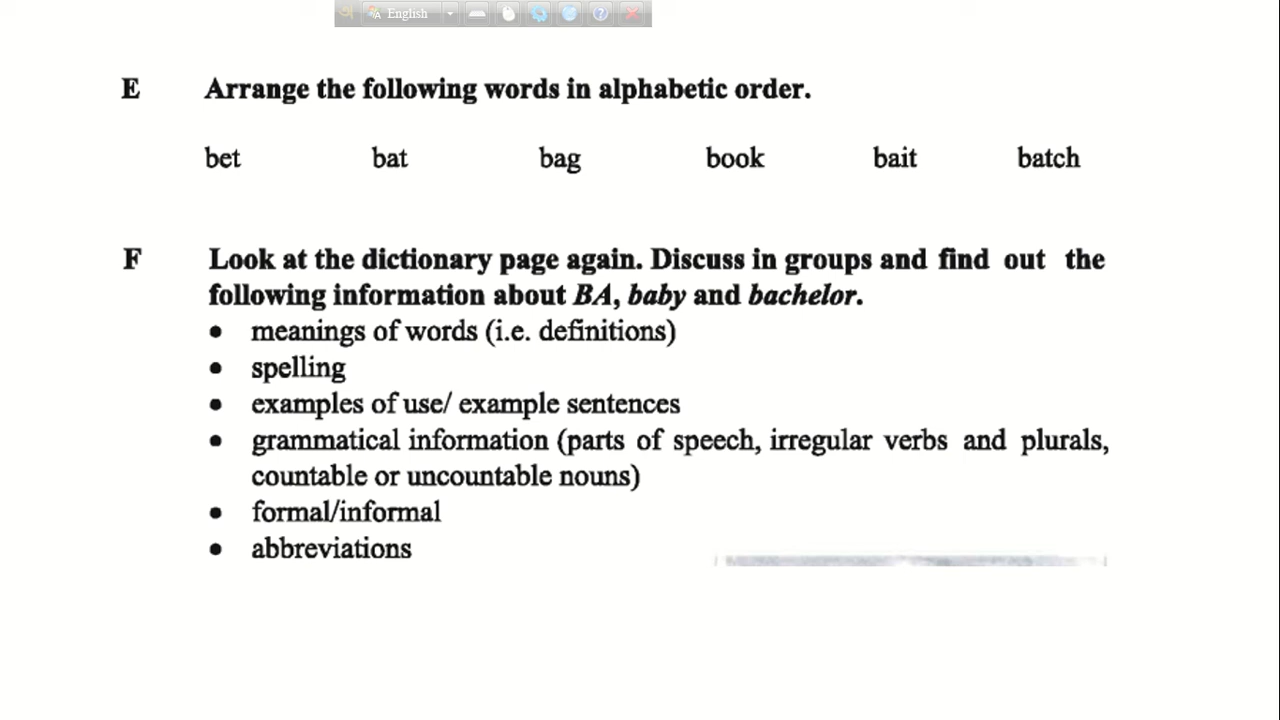 English
E Arrange the following words in alphabetic order.
bet bat bag book bait batch
F Look at the dictionary page again. Discuss in groups and find out the
following information about BA, baby and bachelor.
• meanings of words (i.e. definitions)
• spelling
• examples of use/ example sentences
• grammatical information (parts of speech, irregular verbs and plurals,
countable or uncountable nouns)
• formal/informal
• abbreviations